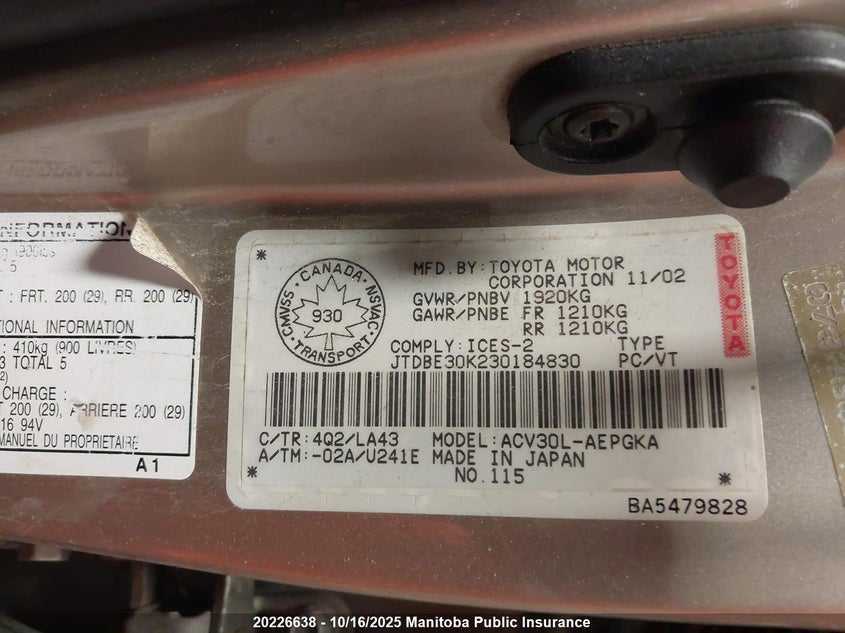 NFORMATION
5
: FRT. 200 (29), RR. 200 (29)
TIONAL INFORMATION
: 410kg (900 LIVRES)
3 TOTAL 5
2)
CHARGE :
T 200 (29), ARRIERE 200 (29)
16 94V
MANUEL DU PROPRIETAIRE
A1
CANADA
CMVSS
NSVAC
930
TRANSPORT
MFD. BY: TOYOTA MOTOR
CORPORATION 11/02
GVWR/PNBV 1920KG
GAWR/PNBE FR 1210KG
RR 1210KG
COMPLY: ICES-2 TYPE
JTDBE30K230184830 PC/VT
C/TR: 4Q2/LA43 MODEL: ACV30L-AEPGKA
A/TM: -02A/U241E MADE IN JAPAN
NO. 115
BA5479828
TOYOTA
20226638 - 10/16/2025 Manitoba Public Insurance